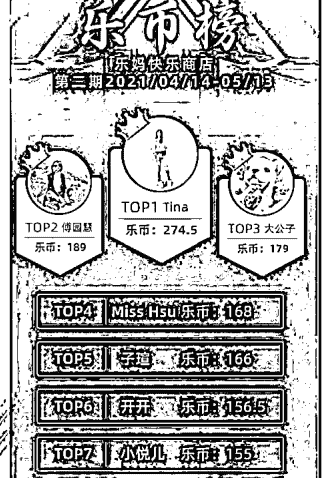 乐币榜
乐妈快乐商店
第二期2021/04/14-05/13
TOP1 Tina
乐币：274.5
TOP2 傅园慧
乐币：189
TOP3 大公子
乐币：179
TOP4 Miss Hsu 乐币：168
TOP5 子道 乐币：166
TOP6 开开 乐币：156.5
TOP7 小悦儿 乐币：155